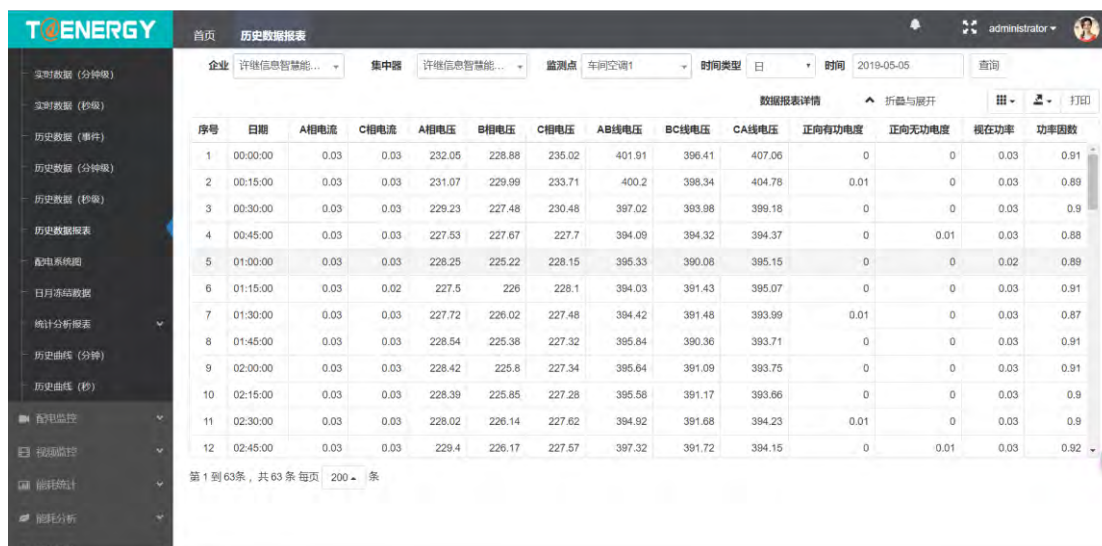 T@ENERGY
首页 历史数据报表
administrator
实时数据（分钟级）
实时数据（秒级）
历史数据（事件）
历史数据（分钟级）
历史数据（秒级）
历史数据报表
配电系统图
日月冻结数据
统计分析报表
历史曲线（分钟）
历史曲线（秒）
配电监控
视频监控
能耗统计
能耗分析
企业 许继信息智慧能... 集中器 许继信息智慧能... 监测点 车间空调1 时间类型 日 时间 2019-05-05 查询
数据报表详情 折叠与展开 打印
序号 日期 A相电流 C相电流 A相电压 B相电压 C相电压 AB线电压 BC线电压 CA线电压 正向有功电度 正向无功电度 视在功率 功率因数
1 00:00:00 0.03 0.03 232.05 228.88 235.02 401.91 396.41 407.06 0 0 0.03 0.91
2 00:15:00 0.03 0.03 231.07 229.99 233.71 400.2 398.34 404.78 0.01 0 0.03 0.89
3 00:30:00 0.03 0.03 229.23 227.48 230.48 397.02 393.98 399.18 0 0 0.03 0.9
4 00:45:00 0.03 0.03 227.53 227.67 227.7 394.09 394.32 394.37 0 0.01 0.03 0.88
5 01:00:00 0.03 0.03 228.25 225.22 228.15 395.33 390.08 395.15 0 0 0.02 0.89
6 01:15:00 0.03 0.02 227.5 226 228.1 394.03 391.43 395.07 0 0 0.03 0.91
7 01:30:00 0.03 0.03 227.72 226.02 227.48 394.42 391.48 393.99 0.01 0 0.03 0.87
8 01:45:00 0.03 0.03 228.54 225.38 227.32 395.84 390.36 393.71 0 0 0.03 0.91
9 02:00:00 0.03 0.03 228.42 225.8 227.34 395.64 391.09 393.75 0 0 0.03 0.91
10 02:15:00 0.03 0.03 228.39 225.85 227.28 395.58 391.17 393.66 0 0 0.03 0.9
11 02:30:00 0.03 0.03 228.02 226.14 227.62 394.92 391.68 394.23 0.01 0 0.03 0.9
12 02:45:00 0.03 0.03 229.4 226.17 227.57 397.32 391.72 394.15 0 0.01 0.03 0.92
第 1 到 63条，共 63 条 每页 200 条